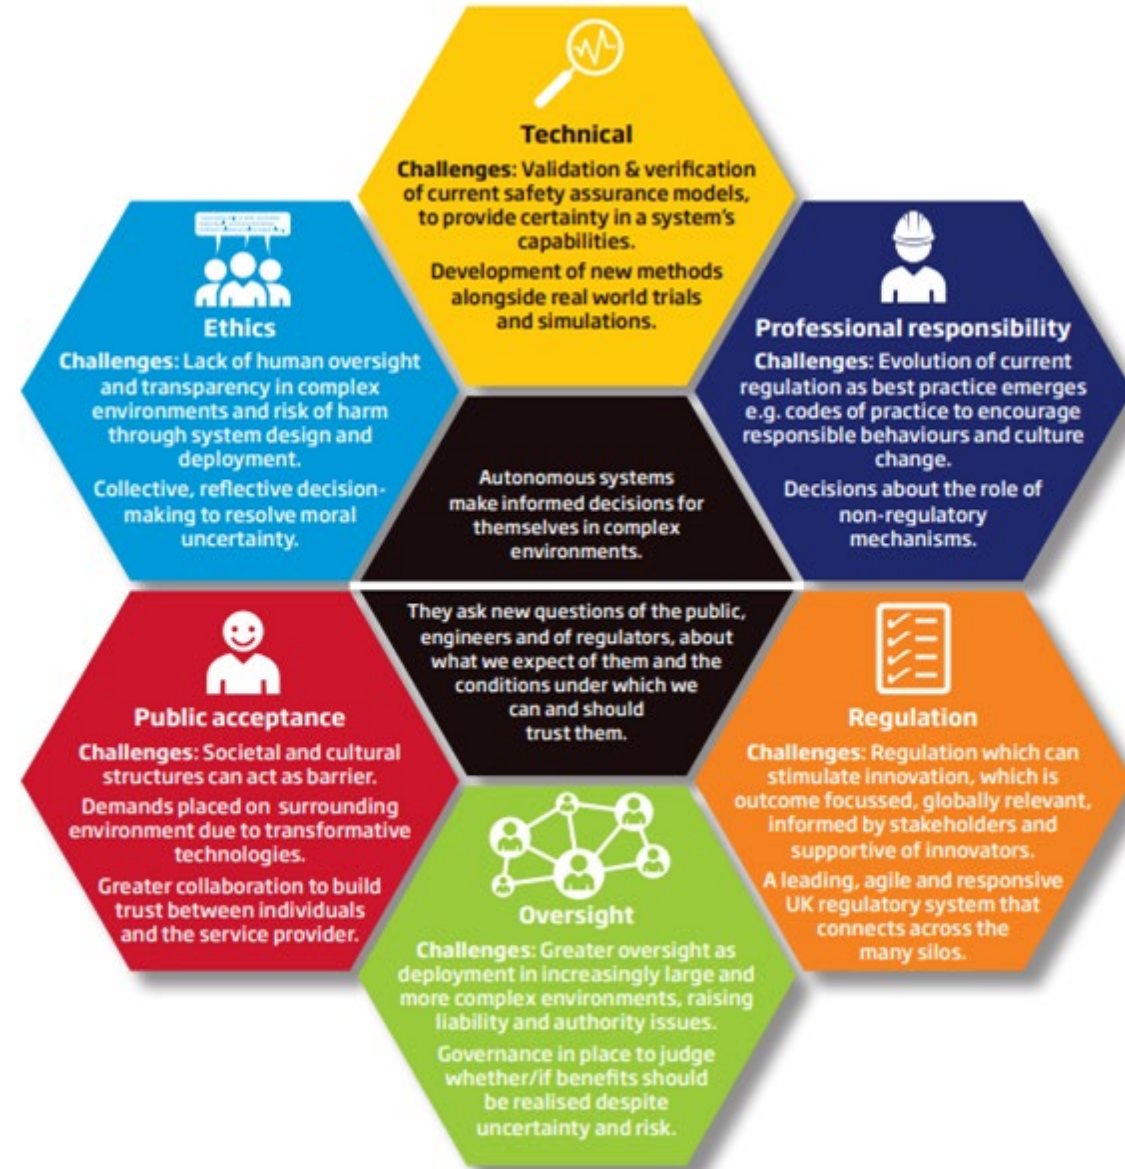 Technical
Challenges: Validation & verification
of current safety assurance models,
to provide certainty in a system's
capabilities.
Development of new methods
alongside real world trials
and simulations.
Ethics
Challenges: Lack of human oversight
and transparency in complex
environments and risk of harm
through system design and
deployment.
Collective, reflective decision-
making to resolve moral
uncertainty.
Professional responsibility
Challenges: Evolution of current
regulation as best practice emerges
e.g. codes of practice to encourage
responsible behaviours and culture
change.
Decisions about the role of
non-regulatory
mechanisms.
Autonomous systems
make informed decisions for
themselves in complex
environments.
They ask new questions of the public,
engineers and of regulators, about
what we expect of them and the
conditions under which we
can and should
trust them.
Public acceptance
Challenges: Societal and cultural
structures can act as barrier.
Demands placed on surrounding
environment due to transformative
technologies.
Greater collaboration to build
trust between individuals
and the service provider.
Regulation
Challenges: Regulation which can
stimulate innovation, which is
outcome focussed, globally relevant,
informed by stakeholders and
supportive of innovators.
A leading, agile and responsive
UK regulatory system that
connects across the
many silos.
Oversight
Challenges: Greater oversight as
deployment in increasingly large and
more complex environments, raising
liability and authority issues.
Governance in place to judge
whether/if benefits should
be realised despite
uncertainty and risk.